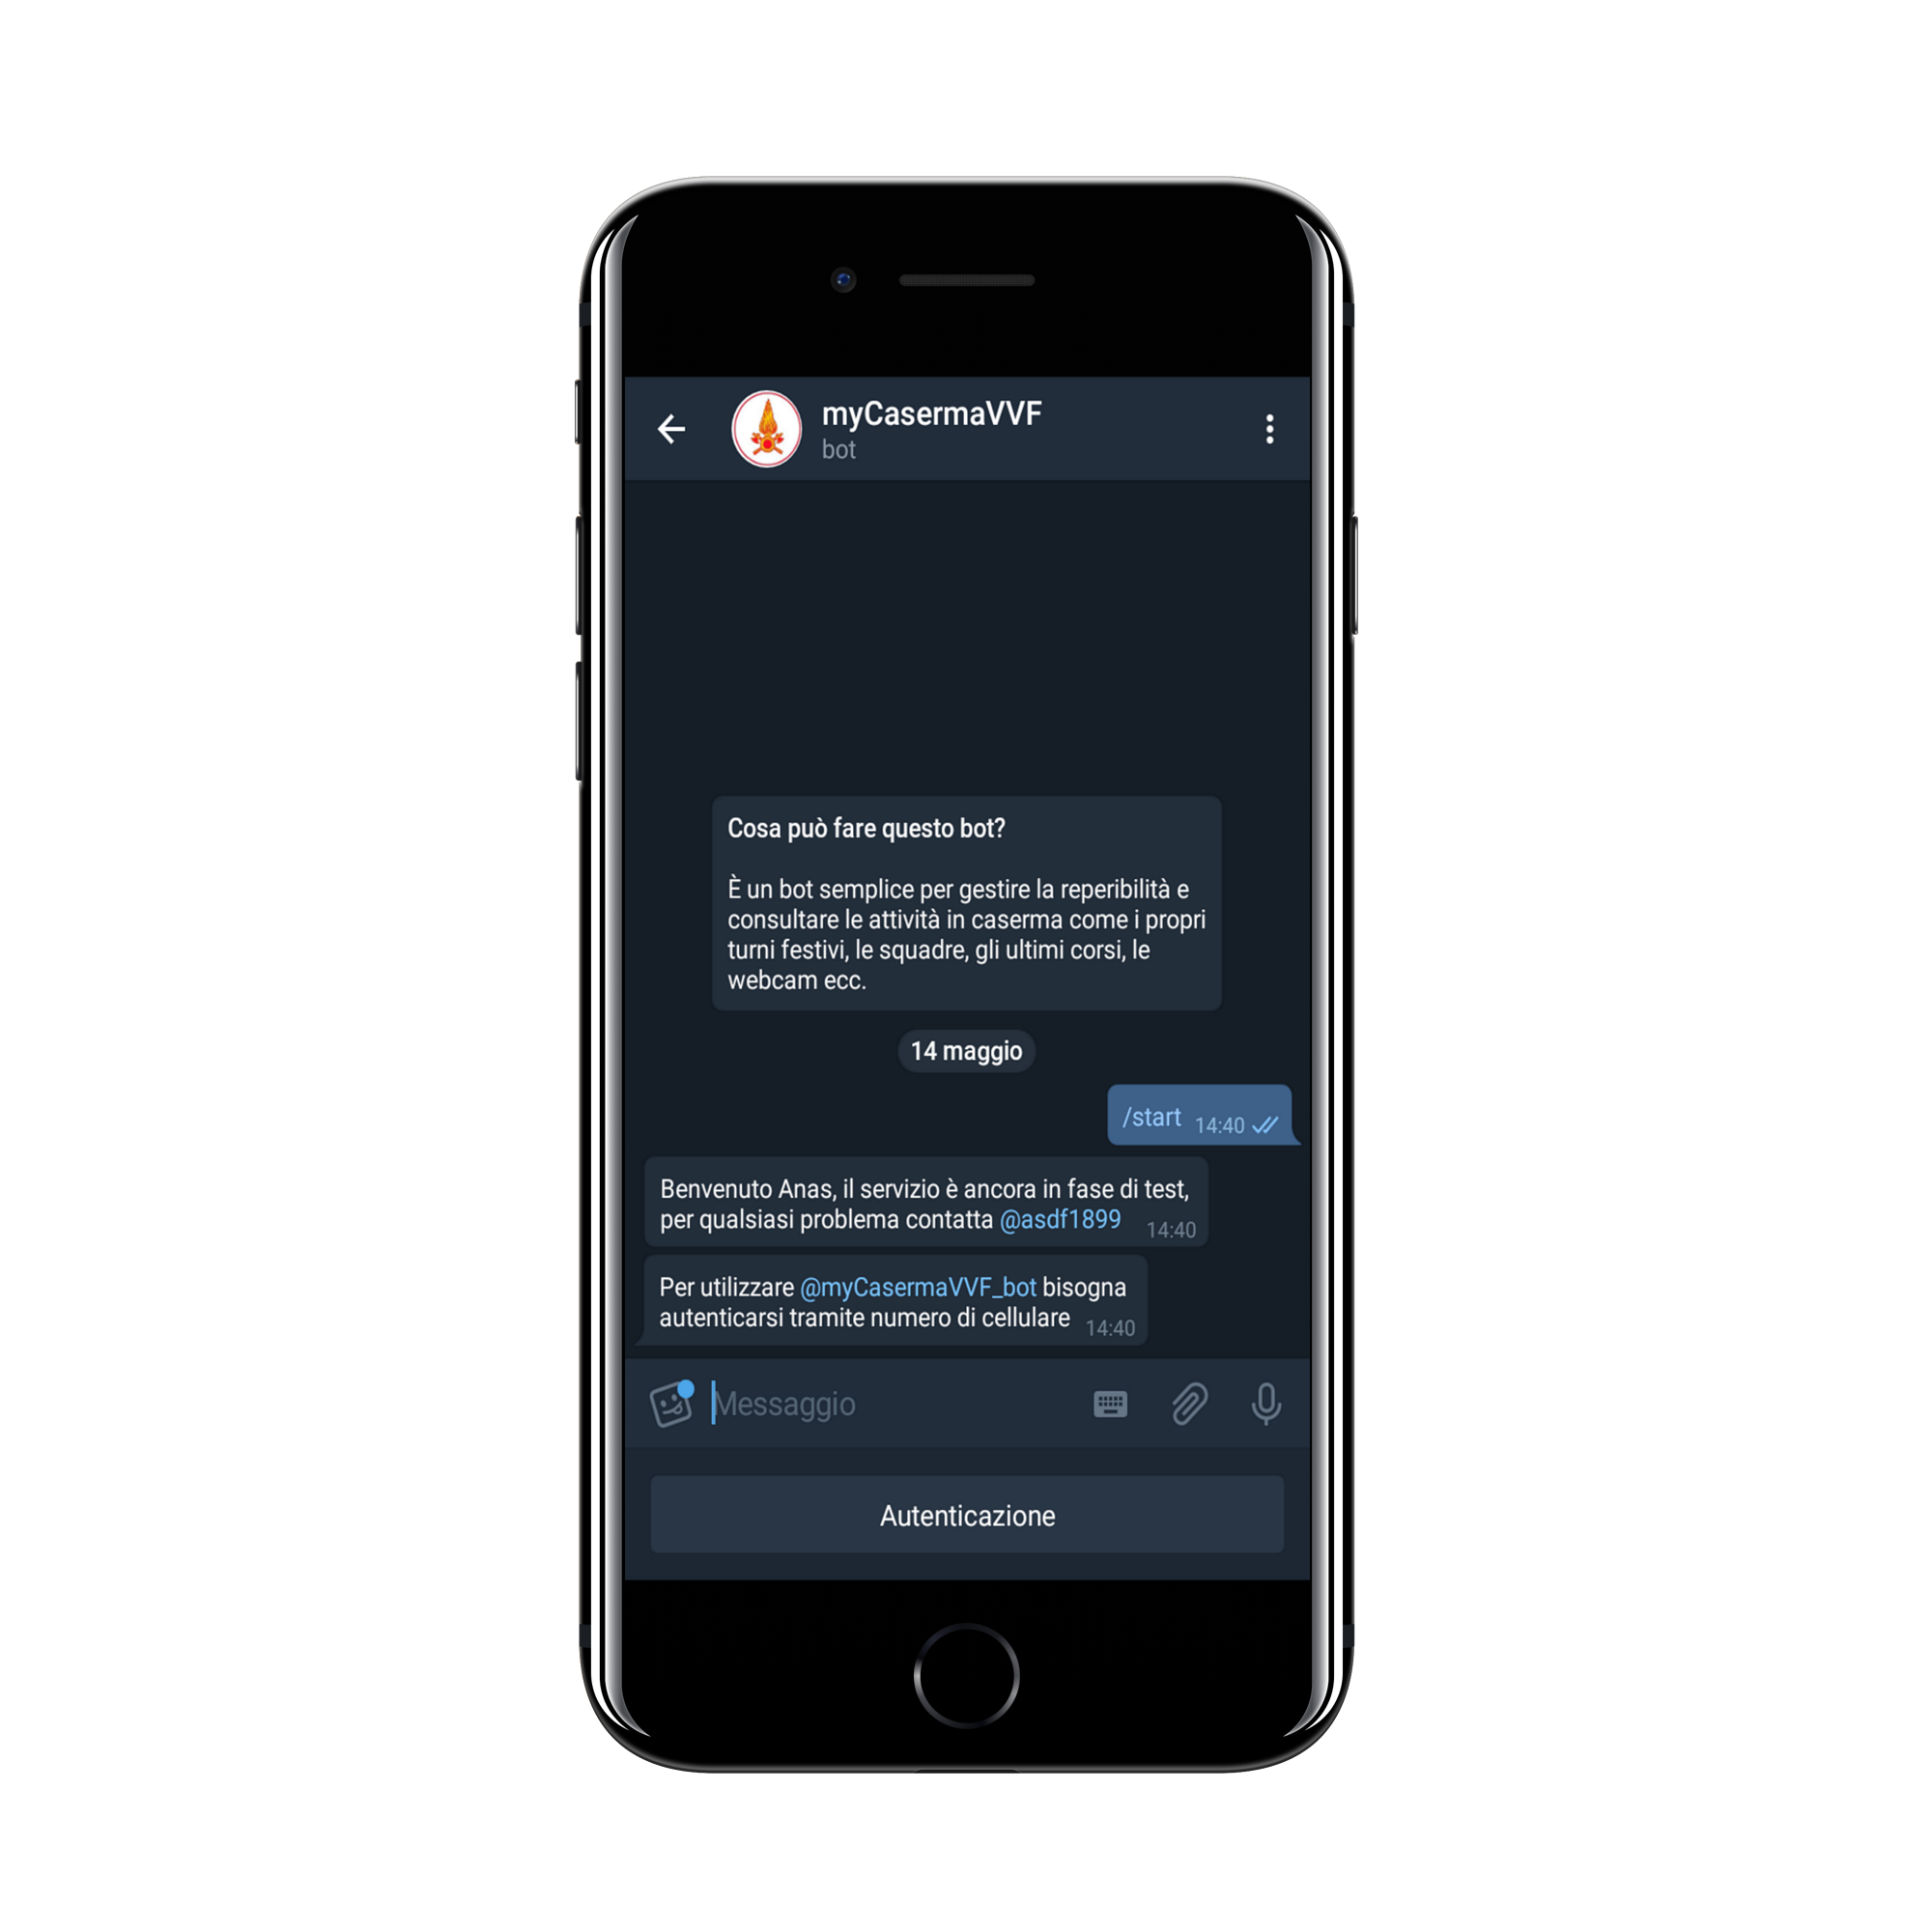 myCasermaVVF
bot
Cosa può fare questo bot?
È un bot semplice per gestire la reperibilità e
consultare le attività in caserma come i propri
turni festivi, le squadre, gli ultimi corsi, le
webcam ecc.
14 maggio
/start 14:40
Benvenuto Anas, il servizio è ancora in fase di test,
per qualsiasi problema contatta @asdf1899 14:40
Per utilizzare @myCasermaVVF_bot bisogna
autenticarsi tramite numero di cellulare 14:40
Messaggio
Autenticazione